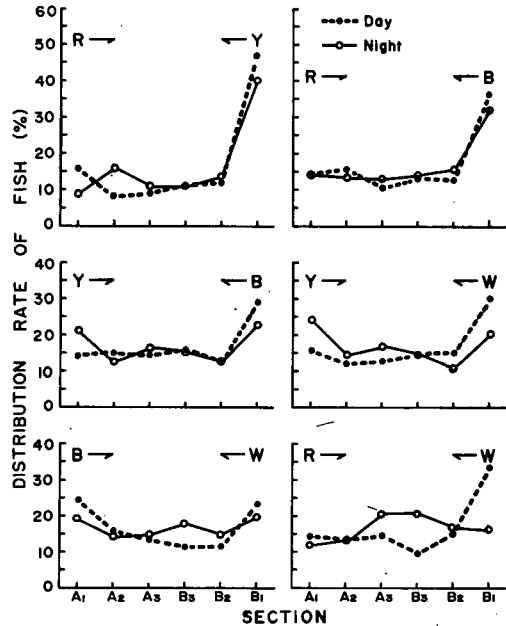 60
50
40
30
20
10
0
R → ← Y
Day
Night
R → ← B
40
30
20
10
0
Y → ← B
Y → ← W
40
30
20
10
0
B → ← W
R → ← W
A1 A2 A3 B3 B2 B1
A1 A2 A3 B3 B2 B1
SECTION
DISTRIBUTION RATE OF FISH (%)